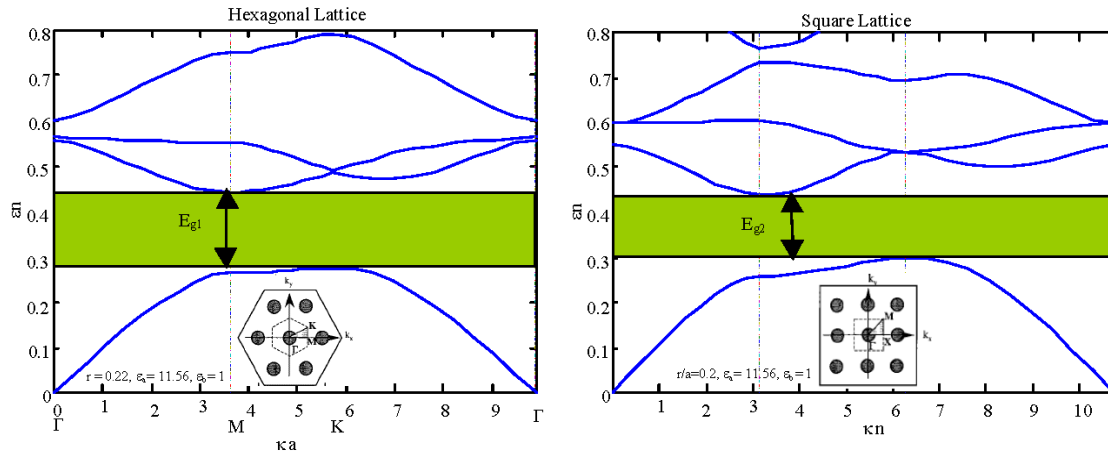 Hexagonal Lattice
0.8
0.7
0.6
0.5
0.4
0.3
0.2
0.1
0
εn
E_g1
k_y
k_x
K
M
Γ
r = 0.22, ε_a = 11.56, ε_b = 1
0 1 2 3 4 5 6 7 8 9
Γ M K Γ
κa
Square Lattice
0.8
0.7
0.6
0.5
0.4
0.3
0.2
0.1
0
εn
E_g2
k_y
k_x
M
X
Γ
r/a=0.2, ε_a = 11.56, ε_b = 1
1 2 3 4 5 6 7 8 9 10
κn